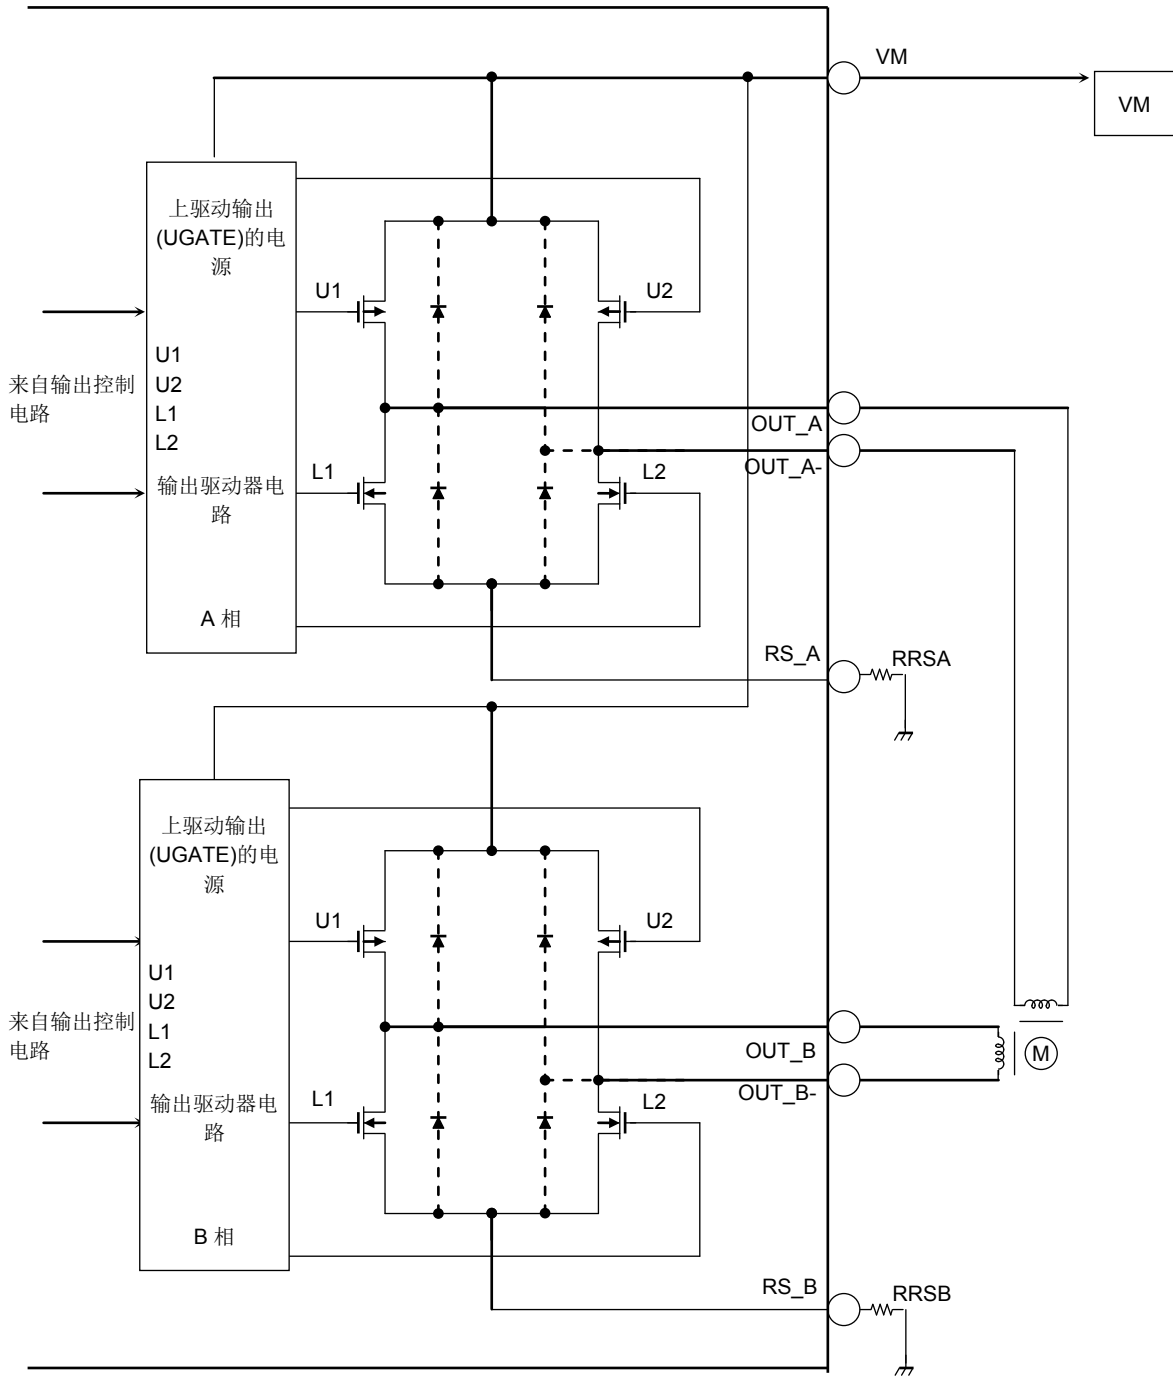 VM
VM
上驱动输出
(UGATE)的电
源
U1
U2
U1
U2
L1
L2
来自输出控制
电路
OUT_A
OUT_A-
L1
L2
输出驱动器电
路
A 相
RS_A
RRSA
上驱动输出
(UGATE)的电
源
U1
U2
U1
U2
L1
L2
来自输出控制
电路
OUT_B
M
OUT_B-
L1
L2
输出驱动器电
路
B 相
RS_B
RRSB